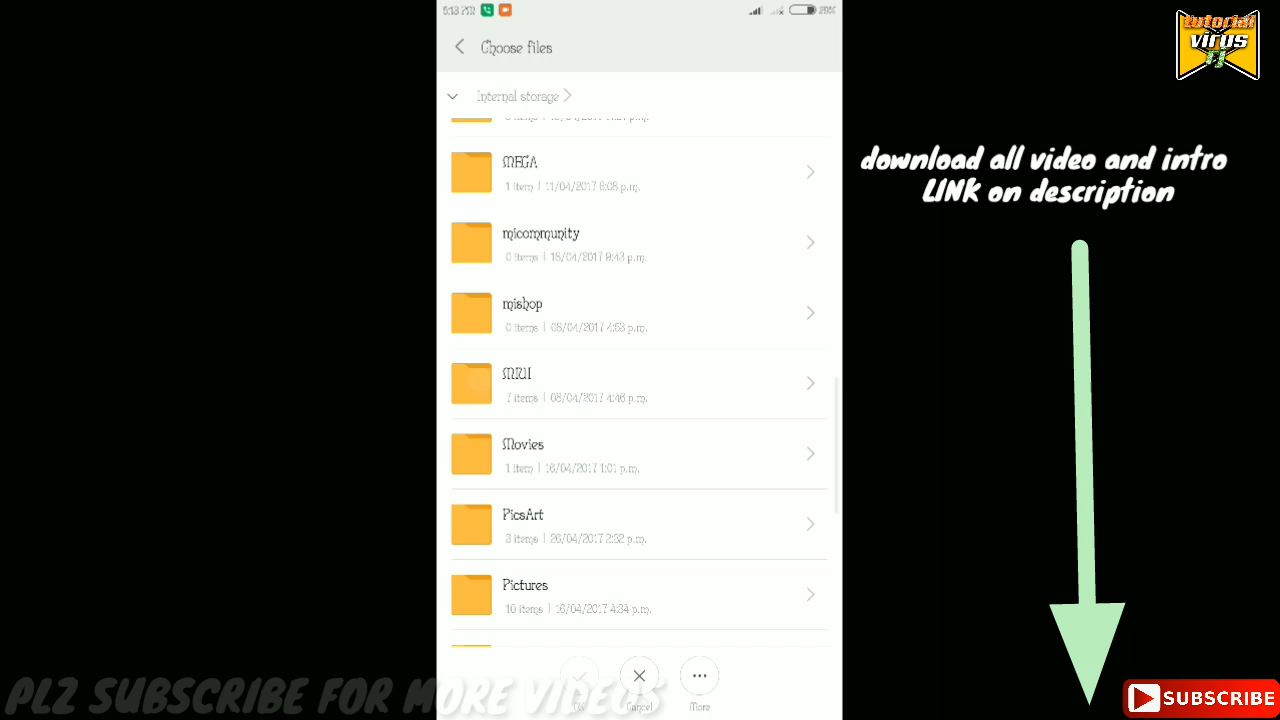 5:13 PM
28%
Choose files
Internal storage
MEGA
1 item | 11/04/2017 6:08 p.m.
micommunity
0 items | 18/04/2017 9:43 p.m.
mishop
0 items | 08/04/2017 4:53 p.m.
MIUI
7 items | 08/04/2017 4:46 p.m.
Movies
1 item | 16/04/2017 1:01 p.m.
PicsArt
3 items | 26/04/2017 2:32 p.m.
Pictures
10 items | 16/04/2017 4:34 p.m.
Cancel
More
tutorial
virus
rj
download all video and intro
LINK on description
PLZ SUBSCRIBE FOR MORE VIDEOS
SUBSCRIBE